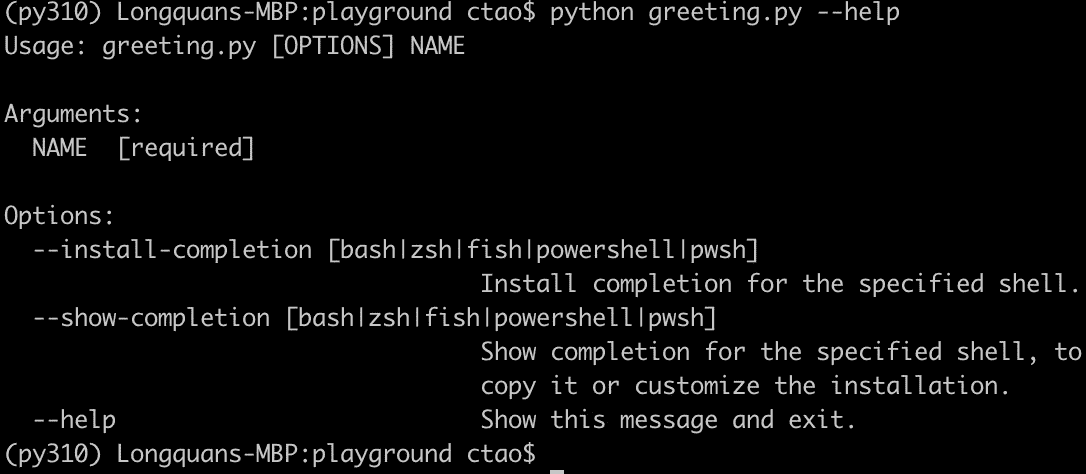 (py310) Longquans-MBP:playground ctao$ python greeting.py --help
Usage: greeting.py [OPTIONS] NAME
Arguments:
NAME [required]
Options:
--install-completion [bash|zsh|fish|powershell|pwsh]
Install completion for the specified shell.
--show-completion [bash|zsh|fish|powershell|pwsh]
Show completion for the specified shell, to
copy it or customize the installation.
--help Show this message and exit.
(py310) Longquans-MBP:playground ctao$